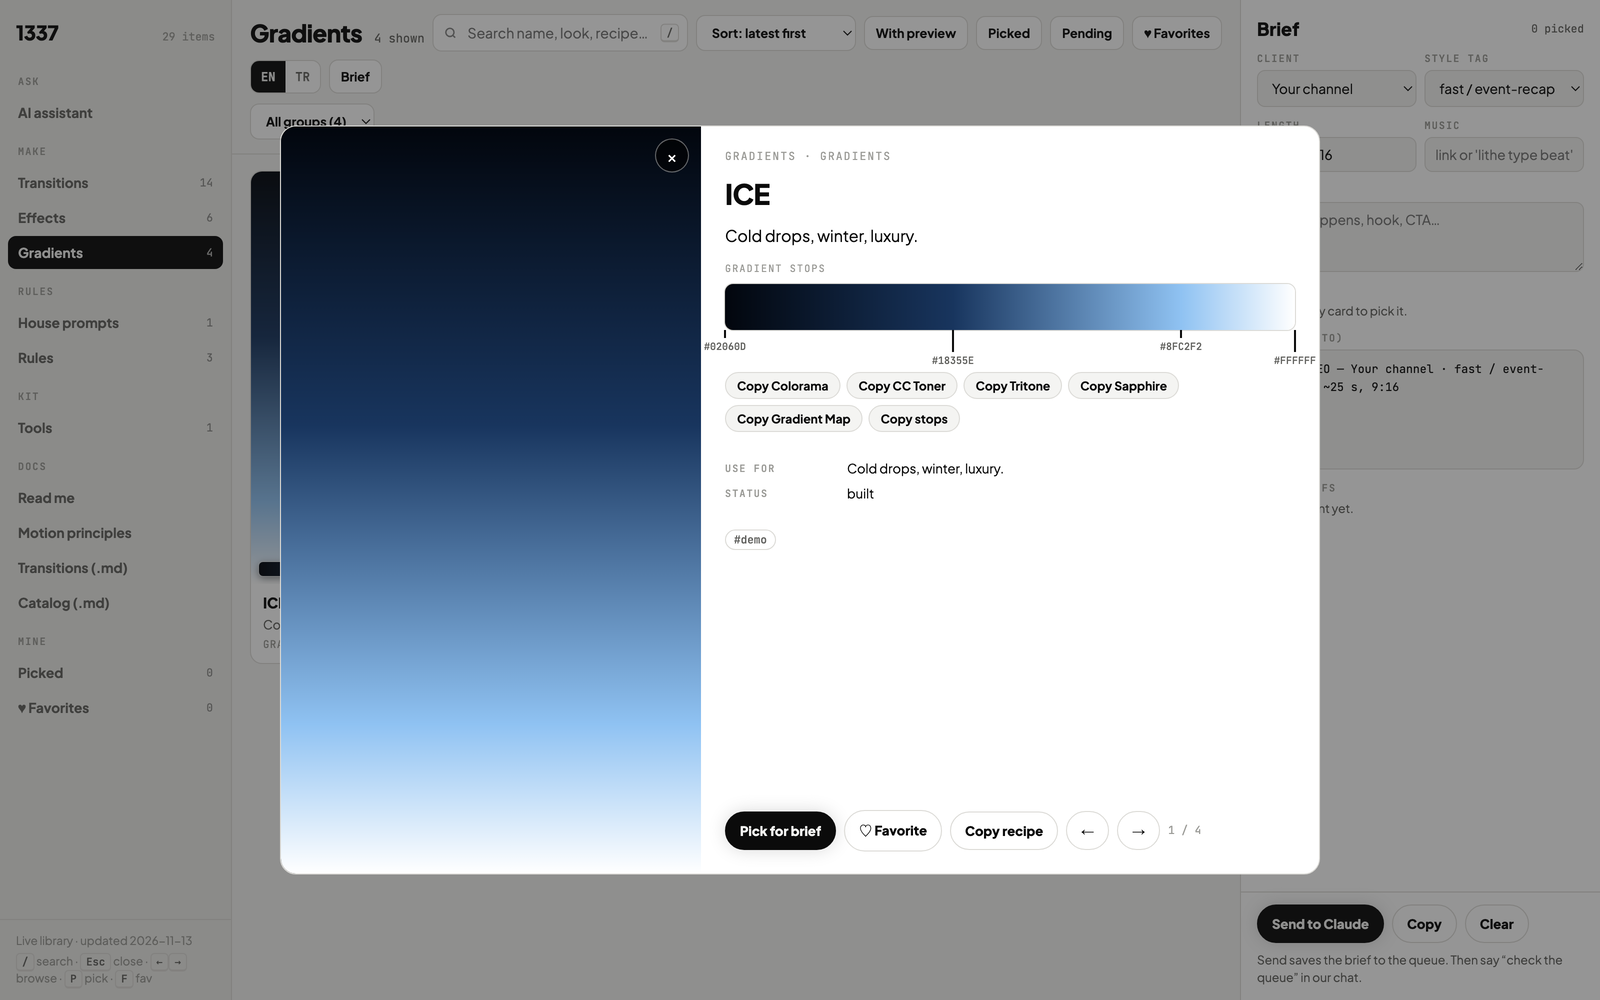 1337
29 items
ASK
AI assistant
MAKE
Transitions 14
Effects 6
Gradients 4
RULES
House prompts 1
Rules 3
KIT
Tools 1
DOCS
Read me
Motion principles
Transitions (.md)
Catalog (.md)
MINE
Picked 0
♥ Favorites 0
Live library · updated 2026-11-13
/ search · Esc close · ← →
browse · P pick · F fav
Gradients 4 shown
Search name, look, recipe... /
Sort: latest first
With preview
Picked
Pending
♥ Favorites
EN TR
Brief
All groups (4)
×
GRADIENTS · GRADIENTS
ICE
Cold drops, winter, luxury.
GRADIENT STOPS
#02060D
#18355E
#8FC2F2
#FFFFFF
Copy Colorama
Copy CC Toner
Copy Tritone
Copy Sapphire
Copy Gradient Map
Copy stops
USE FOR Cold drops, winter, luxury.
STATUS built
#demo
Pick for brief
♡ Favorite
Copy recipe
← → 1 / 4
Brief 0 picked
CLIENT STYLE TAG
Your channel fast / event-recap
LENGTH MUSIC
16 link or 'lithe type beat'
ppens, hook, CTA...
y card to pick it.
TO)
EO — Your channel · fast / event-
~25 s, 9:16
FS
nt yet.
Send to Claude
Copy
Clear
Send saves the brief to the queue. Then say "check the
queue" in our chat.